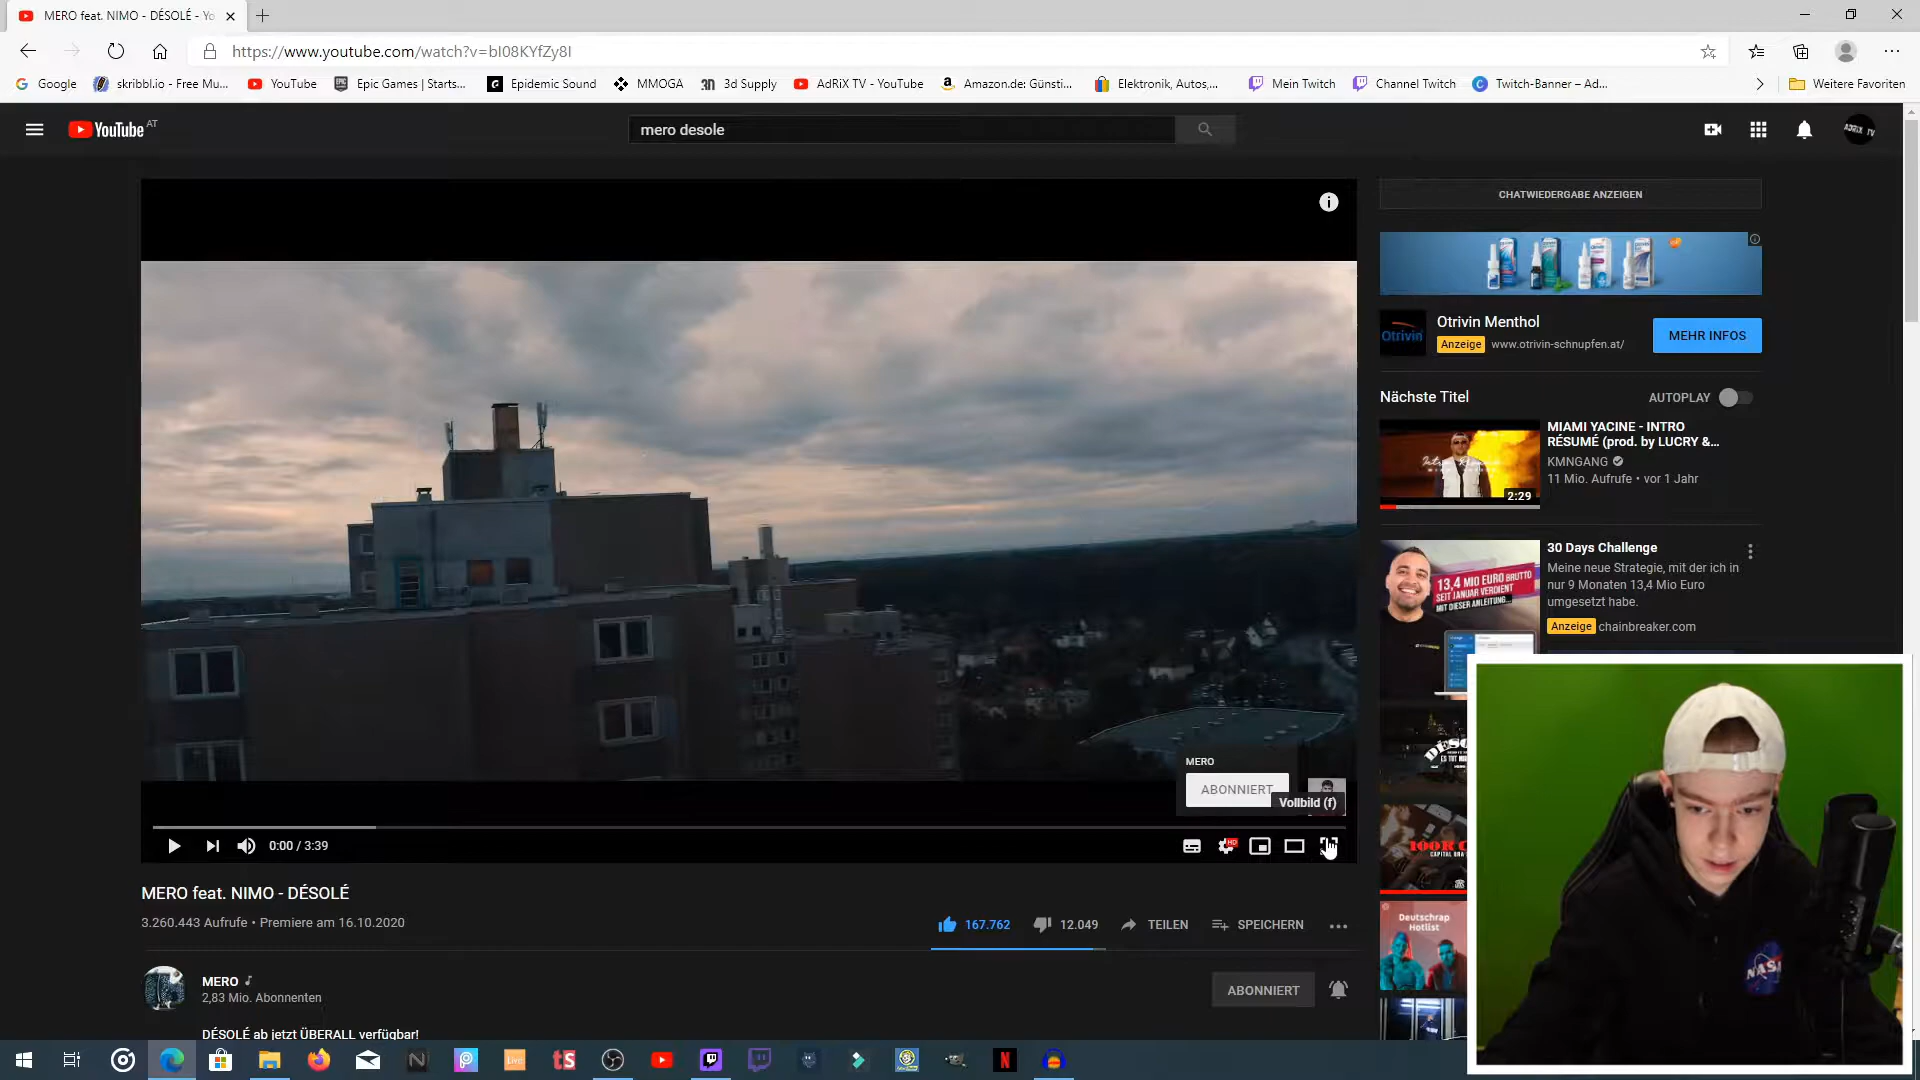 MERO feat. NIMO - DÉSOLÉ - Yo
https://www.youtube.com/watch?v=bI08KYfZy8I
Google
skribbl.io - Free Mu...
YouTube
Epic Games | Starts...
Epidemic Sound
MMOGA
3d Supply
AdRiX TV - YouTube
Amazon.de: Günsti...
Elektronik, Autos,...
Mein Twitch
Channel Twitch
Twitch-Banner – Ad...
Weitere Favoriten
YouTube AT
mero desole
ADRIX TV
CHATWIEDERGABE ANZEIGEN
Otrivin
Otrivin Menthol
Anzeige www.otrivin-schnupfen.at/
MEHR INFOS
Nächste Titel
AUTOPLAY
MIAMI YACINE - INTRO
RÉSUMÉ (prod. by LUCRY &...
KMNGANG
11 Mio. Aufrufe • vor 1 Jahr
2:29
13,4 MIO EURO BRUTTO
SEIT JANUAR VERDIENT
MIT DIESER ANLEITUNG...
30 Days Challenge
Meine neue Strategie, mit der ich in
nur 9 Monaten 13,4 Mio Euro
umgesetzt habe.
Anzeige chainbreaker.com
Deutschrap
Hotlist
NASA
MERO
ABONNIERT
Vollbild (f)
0:00 / 3:39
HD
MERO feat. NIMO - DÉSOLÉ
3.260.443 Aufrufe • Premiere am 16.10.2020
167.762
12.049
TEILEN
SPEICHERN
MERO
2,83 Mio. Abonnenten
ABONNIERT
DÉSOLÉ ab jetzt ÜBERALL verfügbar!